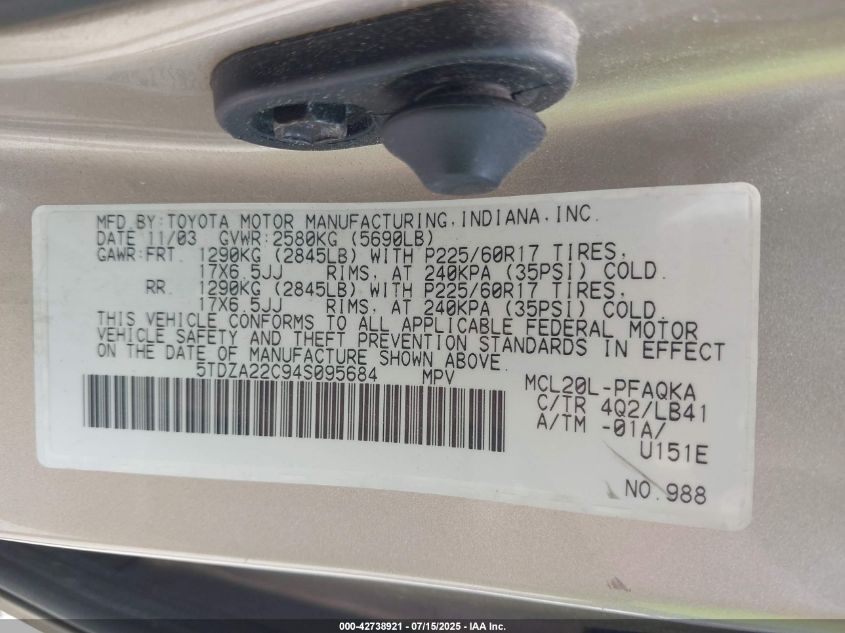 MFD. BY: TOYOTA MOTOR MANUFACTURING, INDIANA, INC.
DATE 11/03 GVWR: 2580KG (5690LB)
GAWR: FRT. 1290KG (2845LB) WITH P225/60R17 TIRES,
17X6.5JJ RIMS, AT 240KPA (35PSI) COLD.
RR. 1290KG (2845LB) WITH P225/60R17 TIRES,
17X6.5JJ RIMS, AT 240KPA (35PSI) COLD.
THIS VEHICLE CONFORMS TO ALL APPLICABLE FEDERAL MOTOR
VEHICLE SAFETY AND THEFT PREVENTION STANDARDS IN EFFECT
ON THE DATE OF MANUFACTURE SHOWN ABOVE.
5TDZA22C94S095684 MPV
MCL20L-PFAQKA
C/TR 4Q2/LB41
A/TM -01A/
U151E
NO. 988
000-42738921 - 07/15/2025 - IAA Inc.